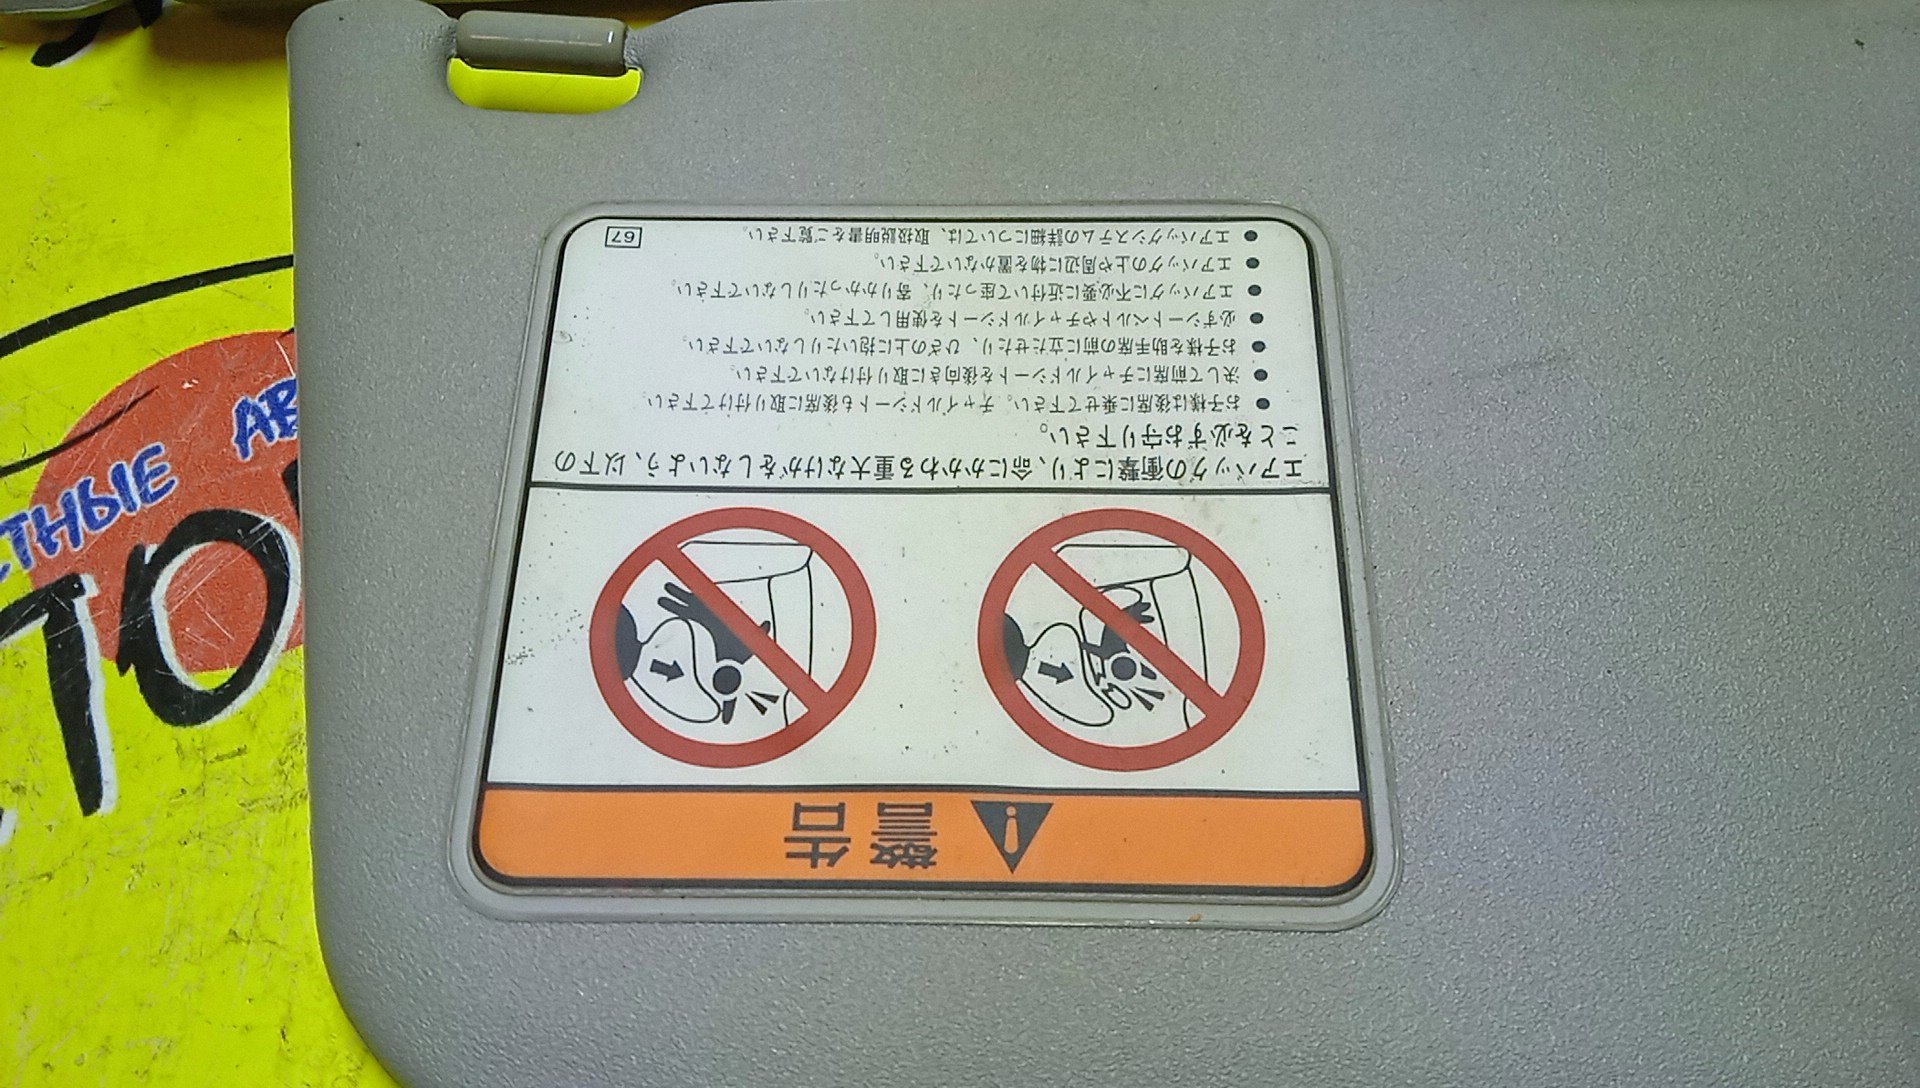 警告
エアバッグの衝撃により、命にかかわる重大なけがをしないよう、以下の
ことを必ずお守り下さい。
● お子様は後席に乗せて下さい。チャイルドシートも後席に取り付けて下さい。
● 決して前席にチャイルドシートを後向きに取り付けないで下さい。
● お子様を助手席の前に立たせたり、ひざの上に抱いたりしないで下さい。
● 必ずシートベルトやチャイルドシートを使用して下さい。
● エアバッグに不必要に近付いて座ったり、寄りかかったりしないで下さい。
● エアバッグの上や周辺に物を置かないで下さい。
● エアバッグシステムの詳細については、取扱説明書をご覧下さい。
67